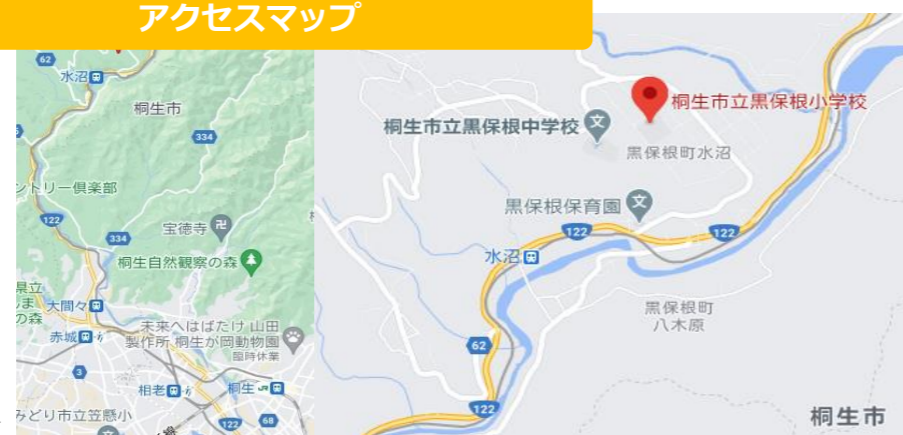 アクセスマップ
62
水沼
桐生市
334
ントリー倶楽部
122
334
宝徳寺
桐生自然観察の森
県立
ま
の森
大間々
赤城
未来へはばたけ 山田
製作所 桐生が岡動物園
臨時休業
3
相老
桐生
JR
みどり市立笠懸小
122
68
桐生市立黒保根小学校
桐生市立黒保根中学校
文
黒保根町水沼
黒保根保育園
文
122
122
水沼
黒保根町
八木原
62
122
桐生市